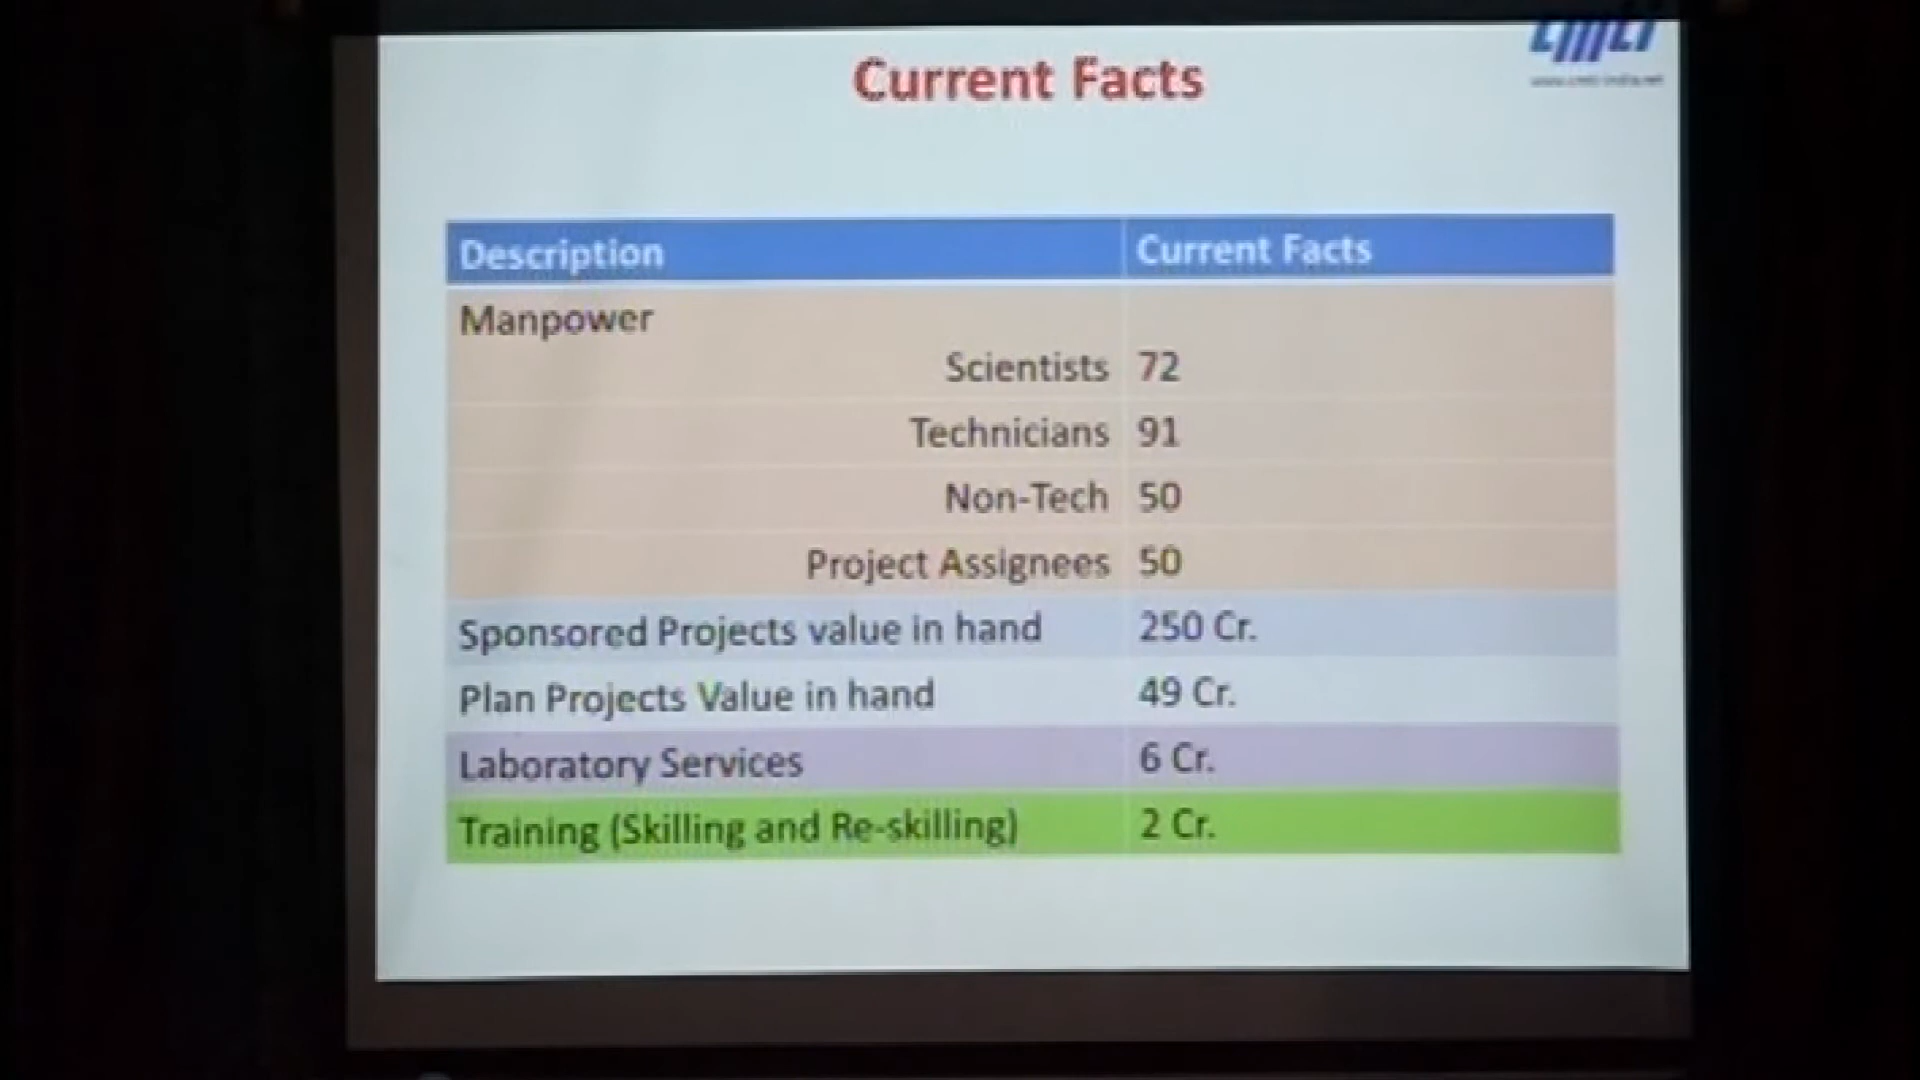 cmti
Current Facts
Description Current Facts
Manpower
Scientists 72
Technicians 91
Non-Tech 50
Project Assignees 50
Sponsored Projects value in hand 250 Cr.
Plan Projects Value in hand 49 Cr.
Laboratory Services 6 Cr.
Training (Skilling and Re-skilling) 2 Cr.